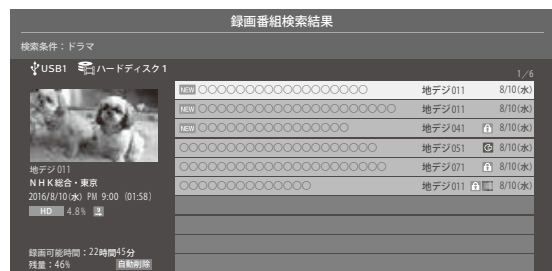 録画番組検索結果
検索条件：ドラマ
USB1 ハードディスク1
1/6
NEW 〇〇〇〇〇〇〇〇〇〇〇〇〇〇〇〇〇〇 地デジ011 8/10(水)
NEW 〇〇〇〇〇〇〇〇〇〇〇〇〇〇〇〇〇〇〇〇〇 地デジ011 8/10(水)
NEW 〇〇〇〇〇〇〇〇〇〇〇〇〇〇〇〇 地デジ041 8/10(水)
〇〇〇〇〇〇〇〇〇〇〇〇〇〇〇〇〇〇〇〇〇 地デジ051 8/10(水)
〇〇〇〇〇〇〇〇〇〇〇〇〇〇〇〇〇〇〇〇〇〇 地デジ071 8/10(水)
〇〇〇〇〇〇〇〇〇〇〇〇〇〇 地デジ011 8/10(水)
地デジ011
NHK総合・東京
2016/8/10(水) PM 9:00 (01:58)
HD 4.8%
録画可能時間：22時間45分
残量：46% 自動削除